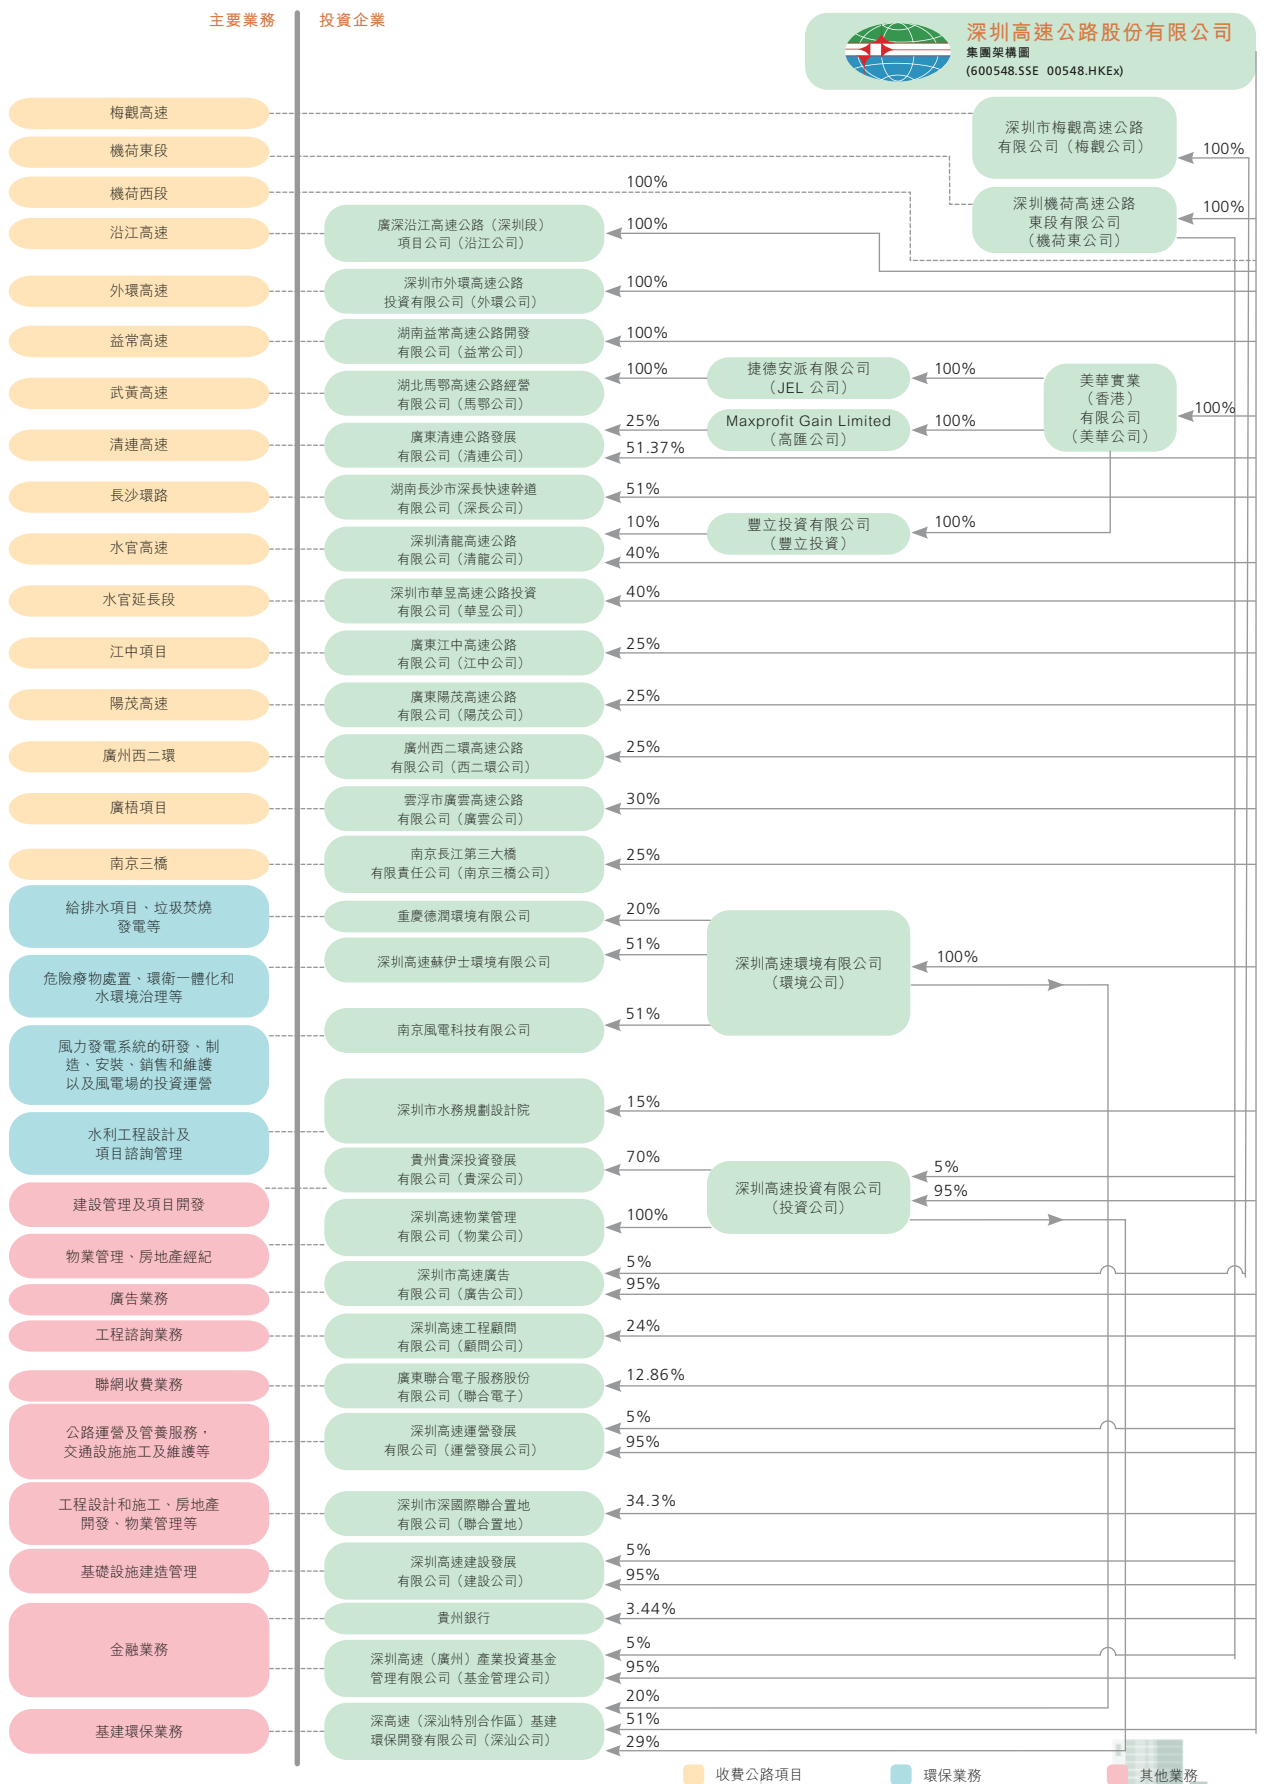 主要業務
投資企業
深圳高速公路股份有限公司
集團架構圖
(600548.SSE 00548.HKEx)
梅觀高速
深圳市梅觀高速公路
有限公司（梅觀公司）
100%
機荷東段
深圳機荷高速公路
東段有限公司
（機荷東公司）
100%
機荷西段
100%
沿江高速
廣深沿江高速公路（深圳段）
項目公司（沿江公司）
100%
外環高速
深圳市外環高速公路
投資有限公司（外環公司）
100%
益常高速
湖南益常高速公路開發
有限公司（益常公司）
100%
武黃高速
湖北馬鄂高速公路經營
有限公司（馬鄂公司）
100%
捷德安派有限公司
（JEL 公司）
100%
美華實業
（香港）
有限公司
（美華公司）
100%
清連高速
廣東清連公路發展
有限公司（清連公司）
25%
51.37%
Maxprofit Gain Limited
（高匯公司）
100%
長沙環路
湖南長沙市深長快速幹道
有限公司（深長公司）
51%
水官高速
深圳清龍高速公路
有限公司（清龍公司）
10%
40%
豐立投資有限公司
（豐立投資）
100%
水官延長段
深圳市華昱高速公路投資
有限公司（華昱公司）
40%
江中項目
廣東江中高速公路
有限公司（江中公司）
25%
陽茂高速
廣東陽茂高速公路
有限公司（陽茂公司）
25%
廣州西二環
廣州西二環高速公路
有限公司（西二環公司）
25%
廣梧項目
雲浮市廣雲高速公路
有限公司（廣雲公司）
30%
南京三橋
南京長江第三大橋
有限責任公司（南京三橋公司）
25%
給排水項目、垃圾焚燒
發電等
重慶德潤環境有限公司
20%
危險廢物處置、環衛一體化和
水環境治理等
深圳高速蘇伊士環境有限公司
51%
深圳高速環境有限公司
（環境公司）
100%
風力發電系統的研發、制
造、安裝、銷售和維護
以及風電場的投資運營
南京風電科技有限公司
51%
水利工程設計及
項目諮詢管理
深圳市水務規劃設計院
15%
建設管理及項目開發
貴州貴深投資發展
有限公司（貴深公司）
70%
深圳高速投資有限公司
（投資公司）
5%
95%
物業管理、房地產經紀
深圳高速物業管理
有限公司（物業公司）
100%
廣告業務
深圳市高速廣告
有限公司（廣告公司）
5%
95%
工程諮詢業務
深圳高速工程顧問
有限公司（顧問公司）
24%
聯網收費業務
廣東聯合電子服務股份
有限公司（聯合電子）
12.86%
公路運營及管養服務，
交通設施施工及維護等
深圳高速運營發展
有限公司（運營發展公司）
5%
95%
工程設計和施工、房地產
開發、物業管理等
深圳市深國際聯合置地
有限公司（聯合置地）
34.3%
基礎設施建造管理
深圳高速建設發展
有限公司（建設公司）
5%
95%
金融業務
貴州銀行
3.44%
深圳高速（廣州）產業投資基金
管理有限公司（基金管理公司）
5%
95%
基建環保業務
深高速（深汕特別合作區）基建
環保開發有限公司（深汕公司）
20%
51%
29%
收費公路項目
環保業務
其他業務